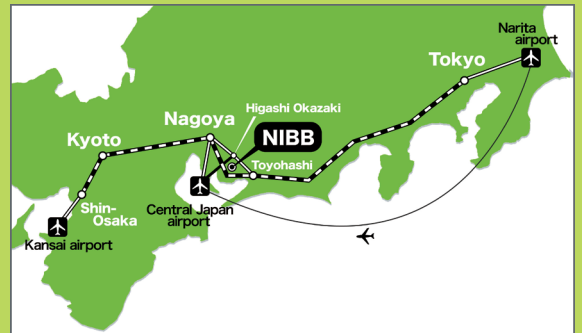 Narita
airport
Tokyo
Higashi Okazaki
Nagoya
NIBB
Kyoto
Toyohashi
Shin-
Osaka
Central Japan
airport
Kansai airport